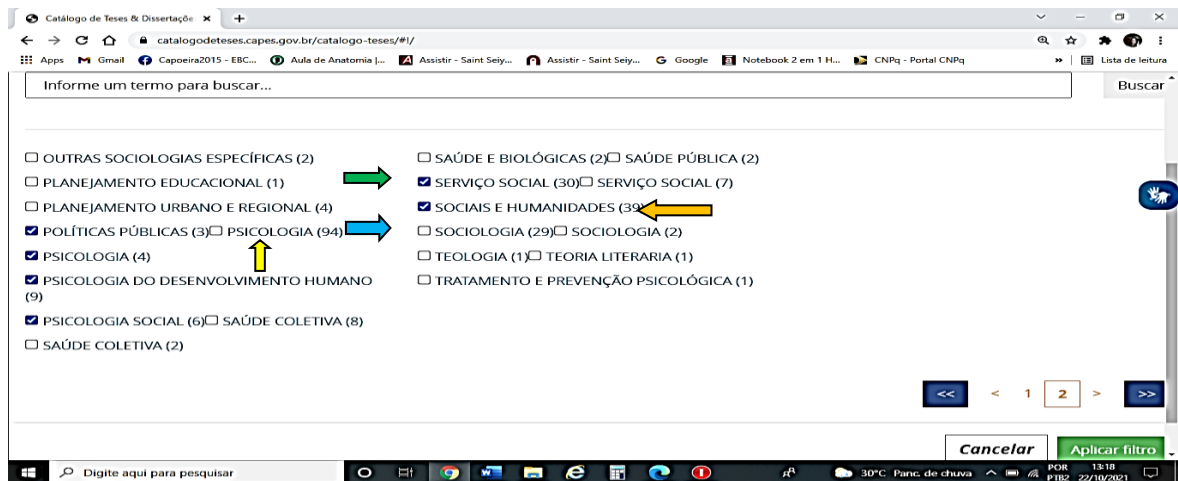 Catálogo de Teses & Dissertaçõe
catalogodeteses.capes.gov.br/catalogo-teses/#!/
Apps Gmail Capoeira2015 - EBC... Aula de Anatomia |... Assistir - Saint Seiy... Assistir - Saint Seiy... Google Notebook 2 em 1 H... CNPq - Portal CNPq » Lista de leitura
Informe um termo para buscar... Buscar
OUTRAS SOCIOLOGIAS ESPECÍFICAS (2)
PLANEJAMENTO EDUCACIONAL (1)
PLANEJAMENTO URBANO E REGIONAL (4)
POLÍTICAS PÚBLICAS (3) PSICOLOGIA (94)
PSICOLOGIA (4)
PSICOLOGIA DO DESENVOLVIMENTO HUMANO
(9)
PSICOLOGIA SOCIAL (6) SAÚDE COLETIVA (8)
SAÚDE COLETIVA (2)
SAÚDE E BIOLÓGICAS (2) SAÚDE PÚBLICA (2)
SERVIÇO SOCIAL (30) SERVIÇO SOCIAL (7)
SOCIAIS E HUMANIDADES (39)
SOCIOLOGIA (29) SOCIOLOGIA (2)
TEOLOGIA (1) TEORIA LITERARIA (1)
TRATAMENTO E PREVENÇÃO PSICOLÓGICA (1)
<< < 1 2 > >>
Cancelar Aplicar filtro
Digite aqui para pesquisar 30°C Panc. de chuva POR 13:18
PTB2 22/10/2021